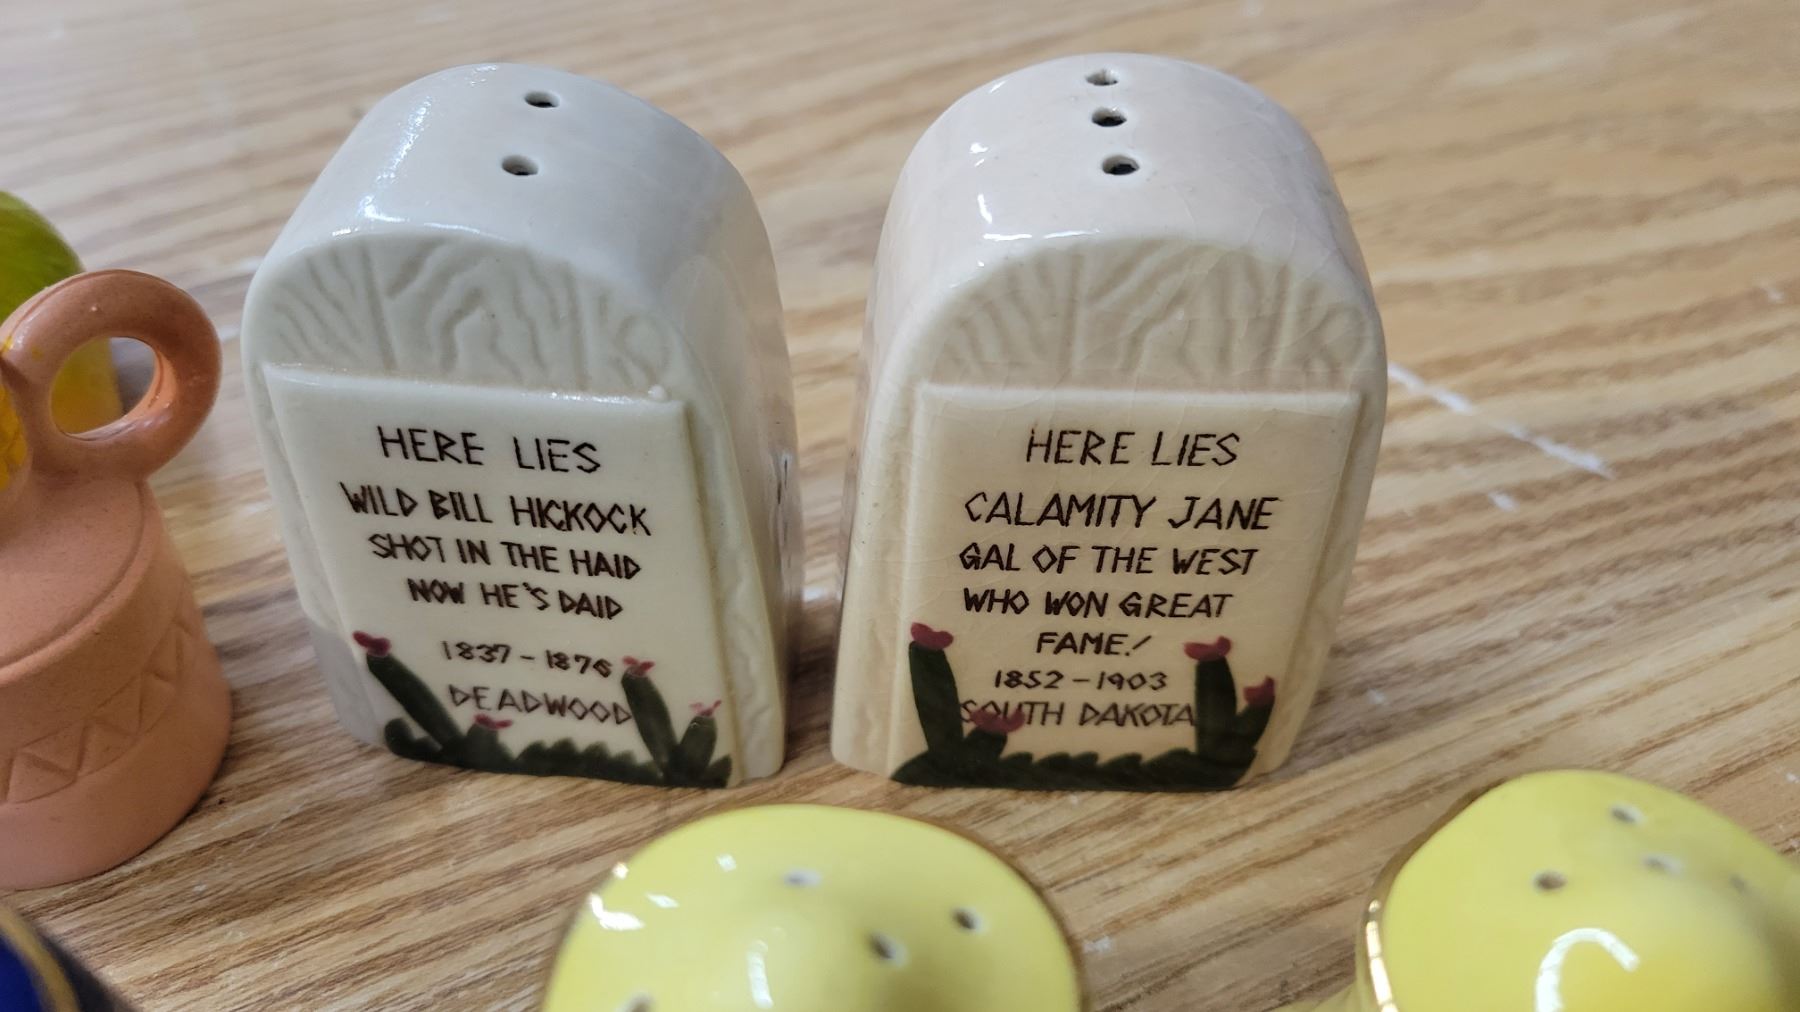 HERE LIES
WILD BILL HICKOCK
SHOT IN THE HAID
NOW HE'S DAID
1837-1876
DEADWOOD
HERE LIES
CALAMITY JANE
GAL OF THE WEST
WHO WON GREAT
FAME!
1852-1903
SOUTH DAKOTA